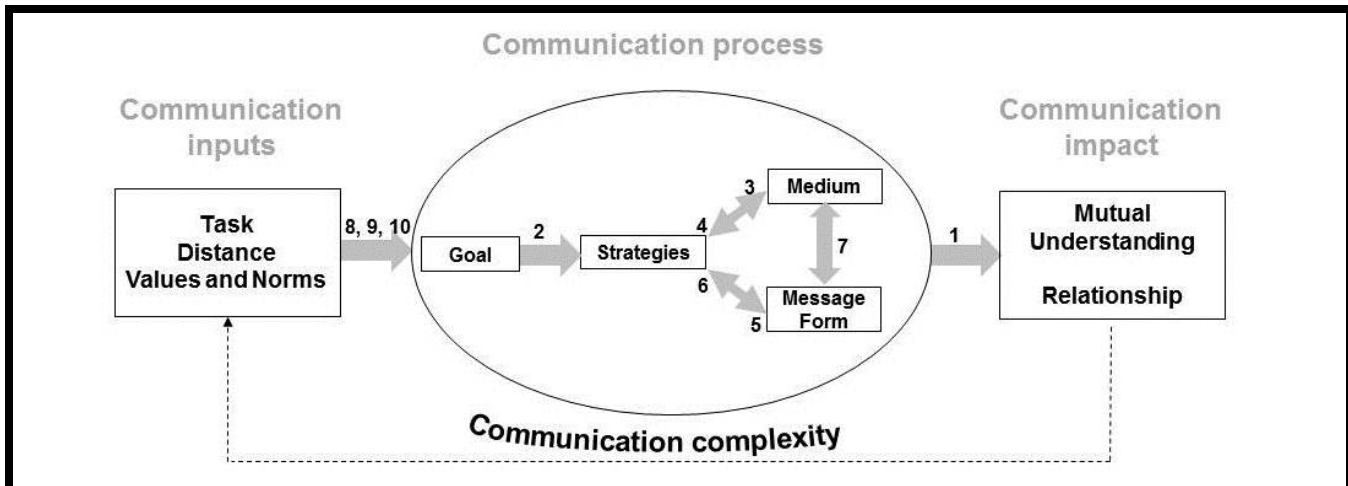 Communication process
Communication
inputs
Communication
impact
Task
Distance
Values and Norms
8, 9, 10
Goal
2
Strategies
3
4
Medium
7
6
5
Message
Form
1
Mutual
Understanding
Relationship
Communication complexity